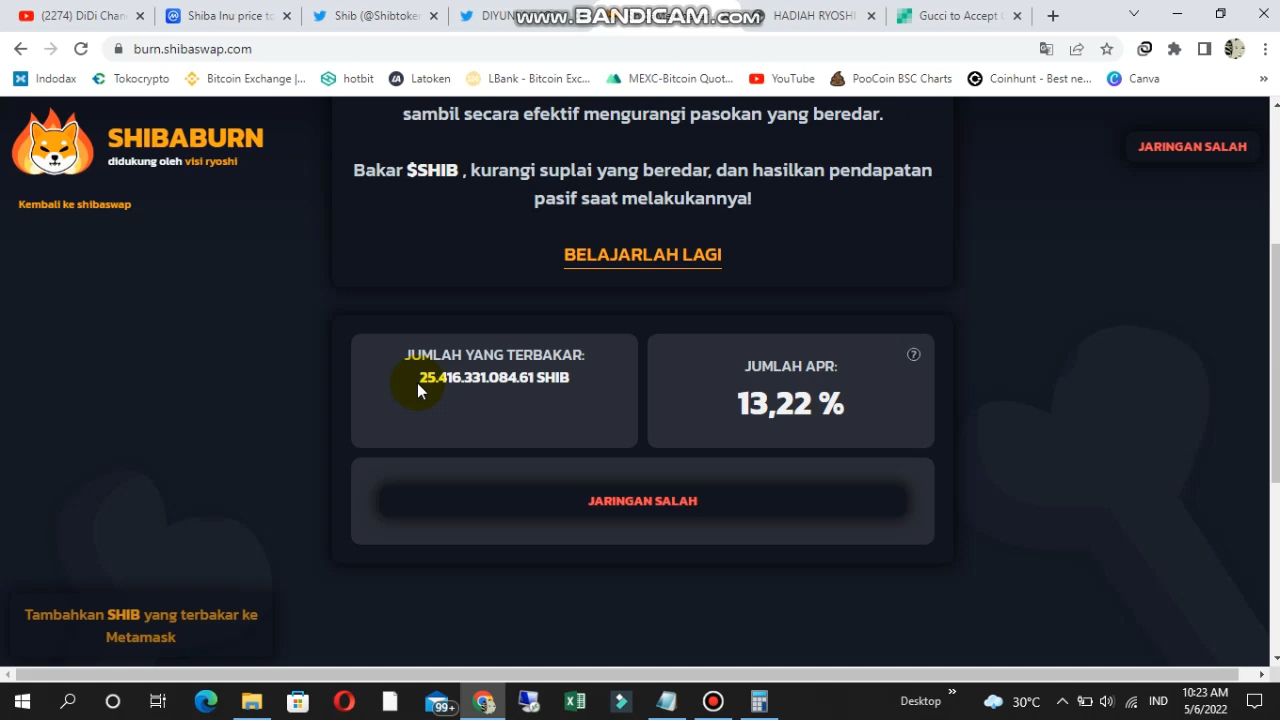 (2274) DiDi Chan
Shiba Inu price to
Shib (@Shibtoken
DIYUN
www.BANDICAM.com
HADIAH RYOSHI
Gucci to Accept C
burn.shibaswap.com
Indodax
Tokocrypto
Bitcoin Exchange |...
hotbit
Latoken
LBank - Bitcoin Exc...
MEXC-Bitcoin Quot...
YouTube
PooCoin BSC Charts
Coinhunt - Best ne...
Canva
»
SHIBABURN
didukung oleh visi ryoshi
Kembali ke shibaswap
JARINGAN SALAH
sambil secara efektif mengurangi pasokan yang beredar.
Bakar $SHIB , kurangi suplai yang beredar, dan hasilkan pendapatan
pasif saat melakukannya!
BELAJARLAH LAGI
JUMLAH YANG TERBAKAR:
25.416.331.084.61 SHIB
JUMLAH APR:
13,22 %
JARINGAN SALAH
Tambahkan SHIB yang terbakar ke
Metamask
99+
Desktop
»
30°C
IND
10:23 AM
5/6/2022